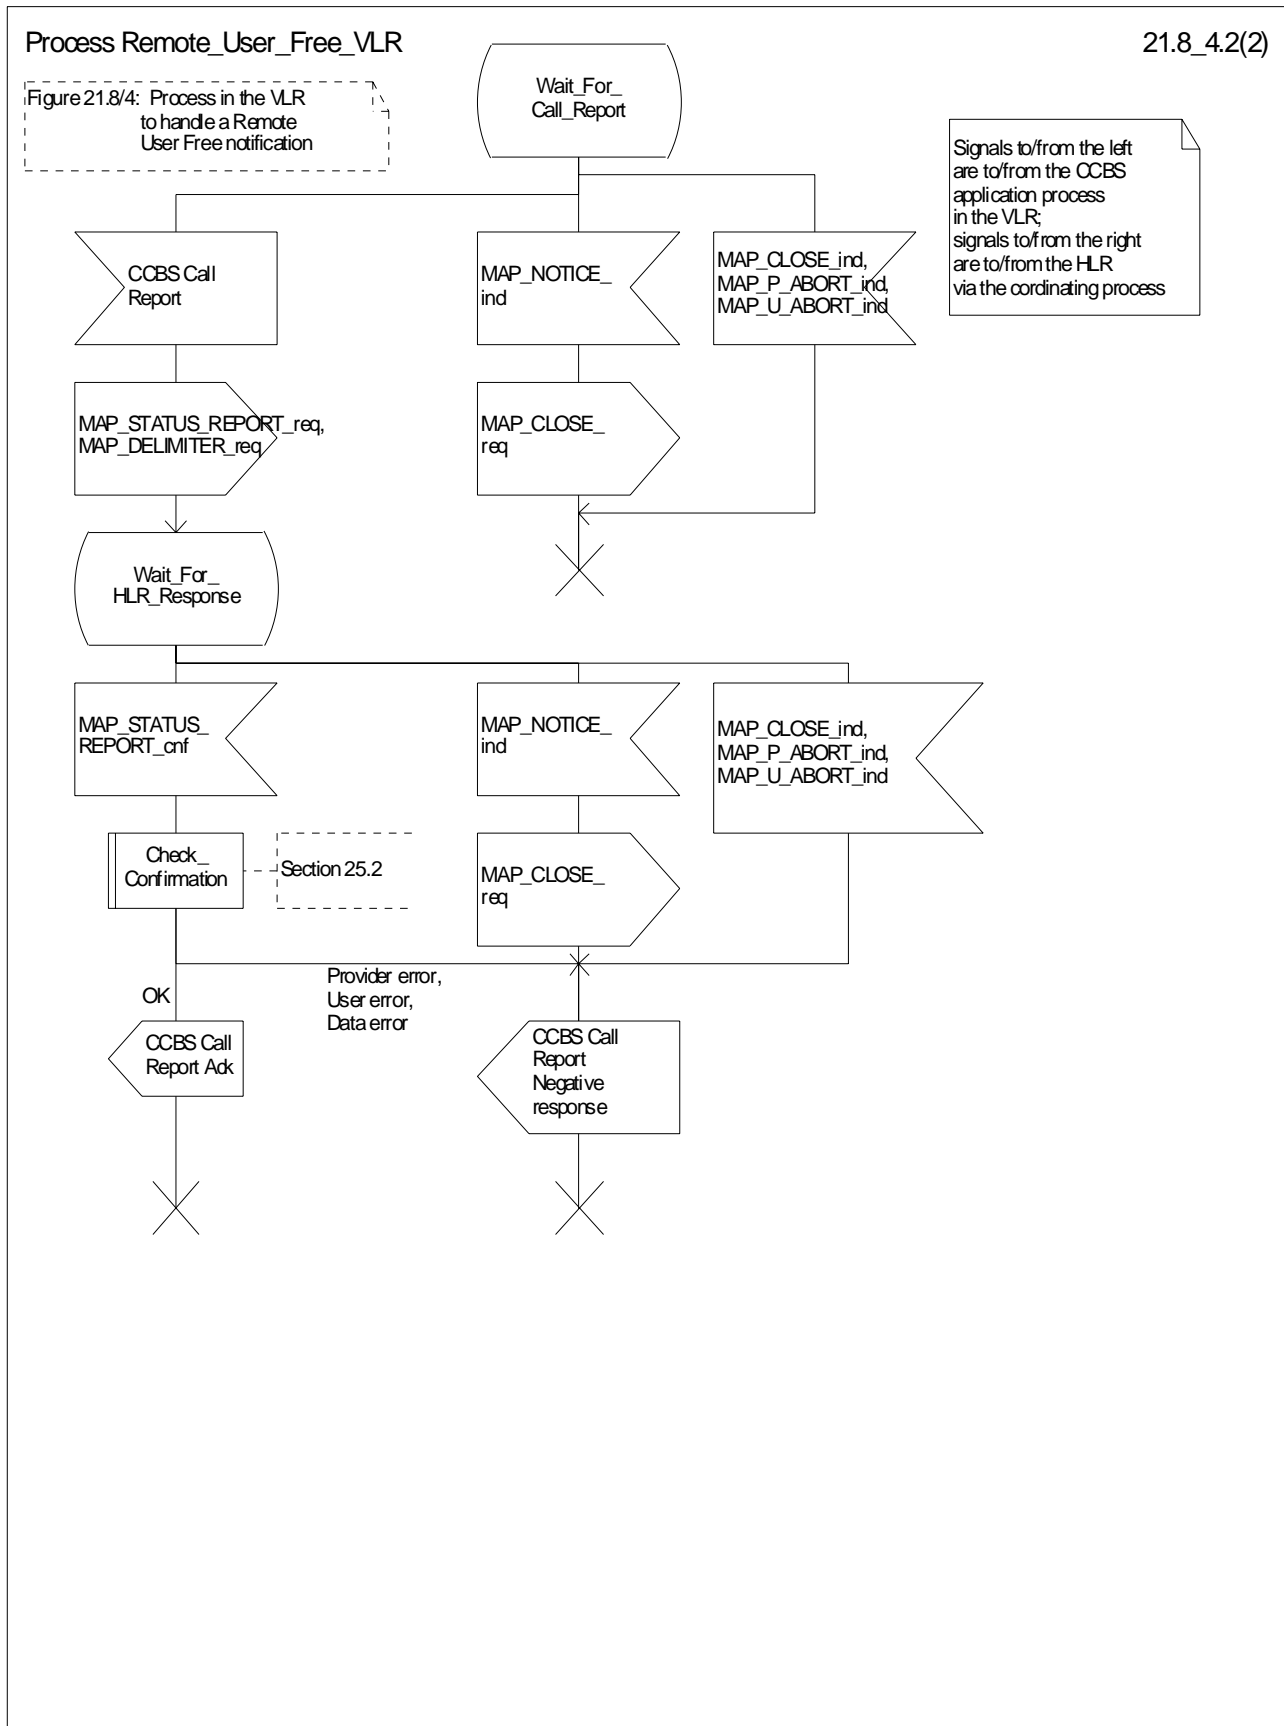 Process Remote_User_Free_VLR
21.8_4.2(2)
Figure 21.8/4: Process in the VLR
to handle a Remote
User Free notification
Wait_For_
Call_Report
Signals to/from the left
are to/from the CCBS
application process
in the VLR;
signals to/from the right
are to/from the HLR
via the cordinating process
CCBS Call
Report
MAP_NOTICE_
ind
MAP_CLOSE_ind,
MAP_P_ABORT_ind,
MAP_U_ABORT_ind
MAP_STATUS_REPORT_req,
MAP_DELIMITER_req
MAP_CLOSE_
req
Wait_For_
HLR_Response
MAP_STATUS_
REPORT_cnf
MAP_NOTICE_
ind
MAP_CLOSE_ind,
MAP_P_ABORT_ind,
MAP_U_ABORT_ind
Check_
Confirmation
Section 25.2
MAP_CLOSE_
req
Provider error,
User error,
Data error
OK
CCBS Call
Report Ack
CCBS Call
Report
Negative
response